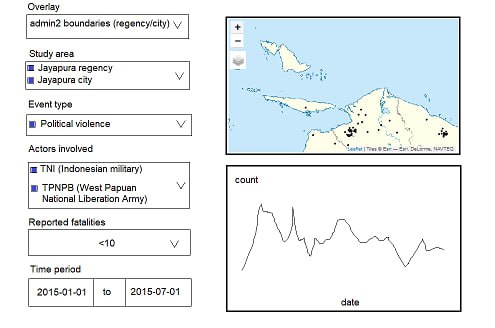 Overlay
admin2 boundaries (regency/city)
Study area
Jayapura regency
Jayapura city
Event type
Political violence
Actors involved
TNI (Indonesian military)
TPNPB (West Papuan
National Liberation Army)
Reported fatalities
<10
Time period
2015-01-01
to
2015-07-01
+
−
Leaflet | Tiles © Esri — Esri, DeLorme, NAVTEQ
count
date